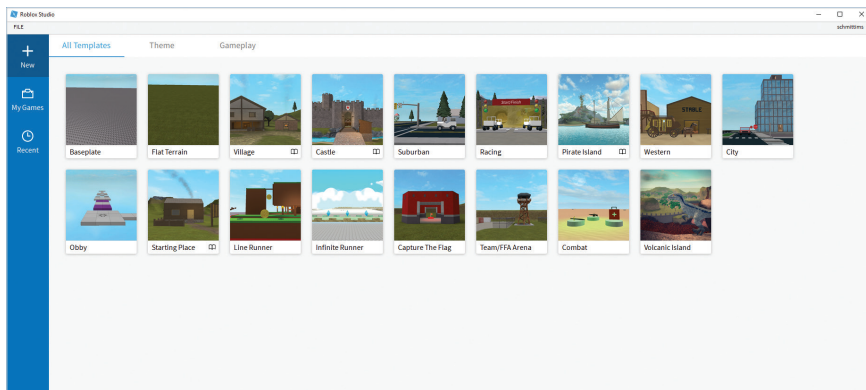 Roblox Studio
FILE
schmittims
New
My Games
Recent
All Templates
Theme
Gameplay
Baseplate
Flat Terrain
Village
Castle
Suburban
Racing
Pirate Island
Western
City
STABLE
Obby
Starting Place
Line Runner
Infinite Runner
Capture The Flag
Team/FFA Arena
Combat
Volcanic Island